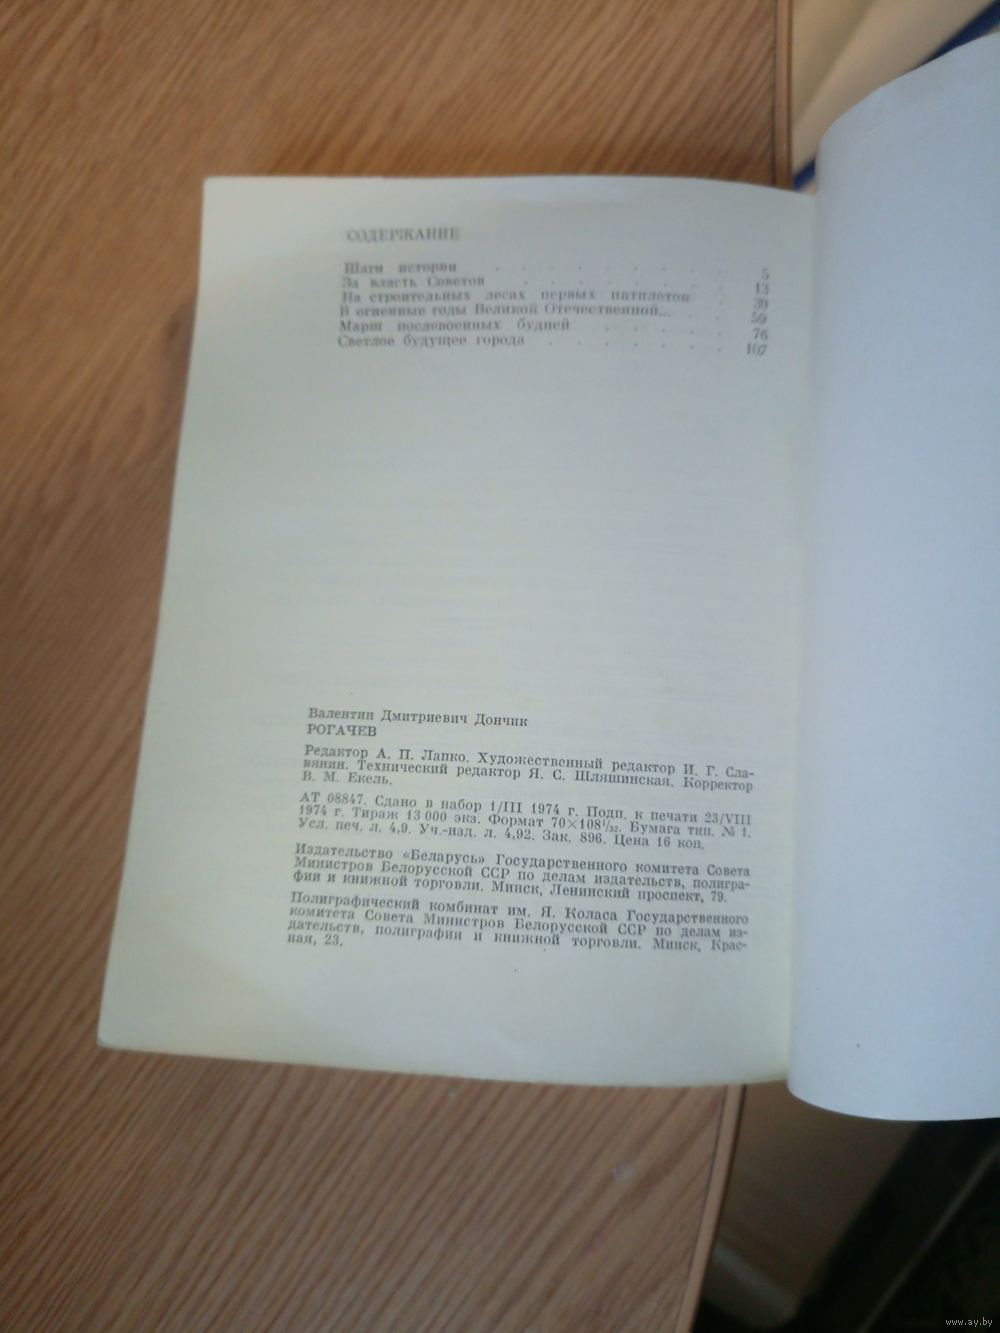 СОДЕРЖАНИЕ
Шаги истории . . . . . . . . . 5
За власть Советов . . . . . . . . 13
На строительных лесах первых пятилеток . 39
В огненные годы Великой Отечественной... . . 59
Марш послевоенных будней . . . . . 76
Светлое будущее города . . . . . . . 107
Валентин Дмитриевич Дончик
РОГАЧЕВ
Редактор А. П. Лапко. Художественный редактор И. Г. Сла-
вянин. Технический редактор Я. С. Шляшинская. Корректор
В. М. Екель.
АТ 08847. Сдано в набор 1/III 1974 г. Подп. к печати 23/VIII
1974 г. Тираж 13 000 экз. Формат 70×108¹/₃₂. Бумага тип. № 1.
Усл. печ. л. 4,9. Уч.-изд. л. 4,92. Зак. 896. Цена 16 коп.
Издательство «Беларусь» Государственного комитета Совета
Министров Белорусской ССР по делам издательств, полигра-
фии и книжной торговли. Минск, Ленинский проспект, 79.
Полиграфический комбинат им. Я. Коласа Государственного
комитета Совета Министров Белорусской ССР по делам из-
дательств, полиграфии и книжной торговли. Минск, Крас-
ная, 23.
www.ay.by